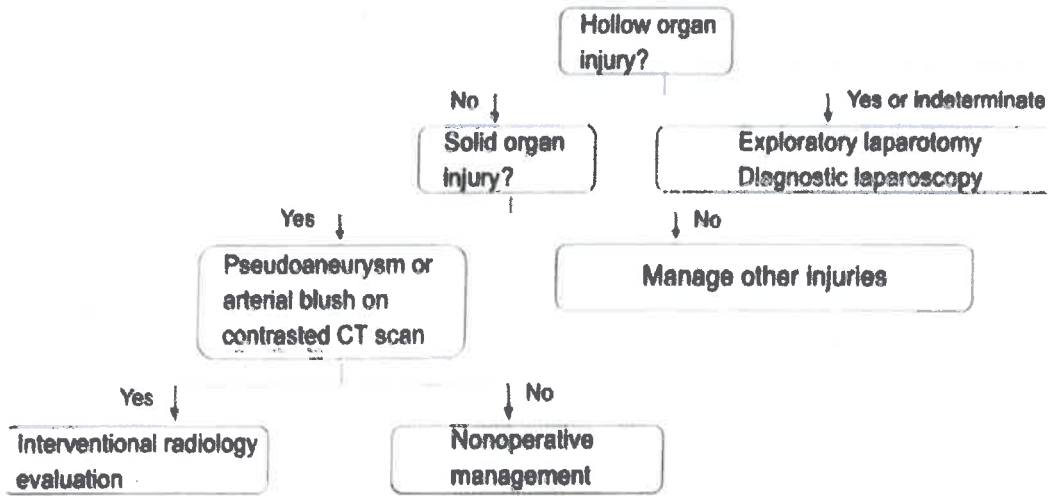 Hollow organ
injury?
No
Yes or indeterminate
Solid organ
injury?
Exploratory laparotomy
Diagnostic laparoscopy
Yes
No
Pseudoaneurysm or
arterial blush on
contrasted CT scan
Manage other injuries
Yes
No
Interventional radiology
evaluation
Nonoperative
management